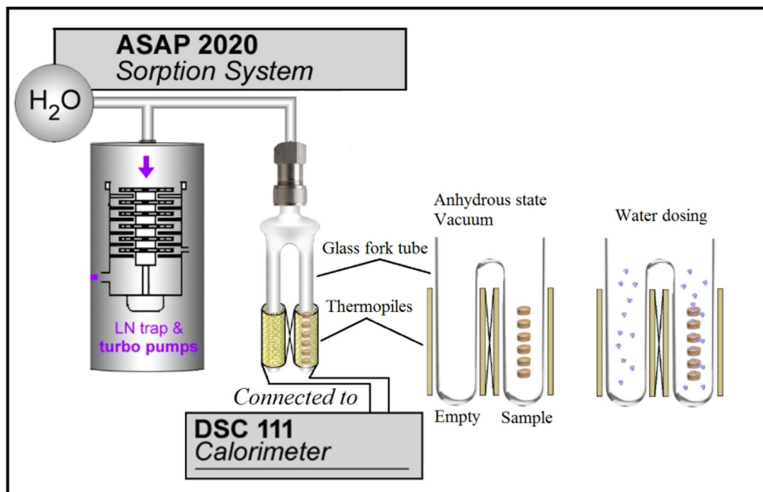 ASAP 2020
Sorption System
H₂O
LN trap &
turbo pumps
Glass fork tube
Thermopiles
Connected to
DSC 111
Calorimeter
Anhydrous state
Vacuum
Empty
Sample
Water dosing